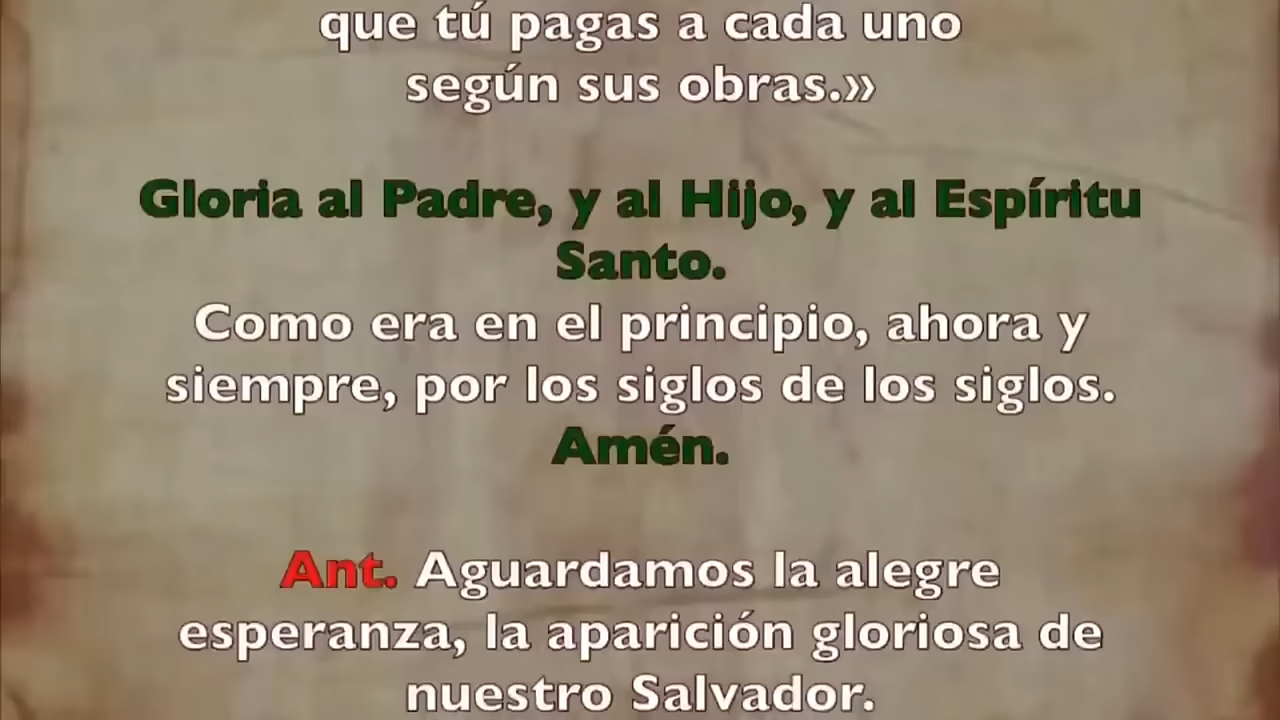 que tú pagas a cada uno
según sus obras.»
Gloria al Padre, y al Hijo, y al Espíritu
Santo.
Como era en el principio, ahora y
siempre, por los siglos de los siglos.
Amén.
Ant. Aguardamos la alegre
esperanza, la aparición gloriosa de
nuestro Salvador.